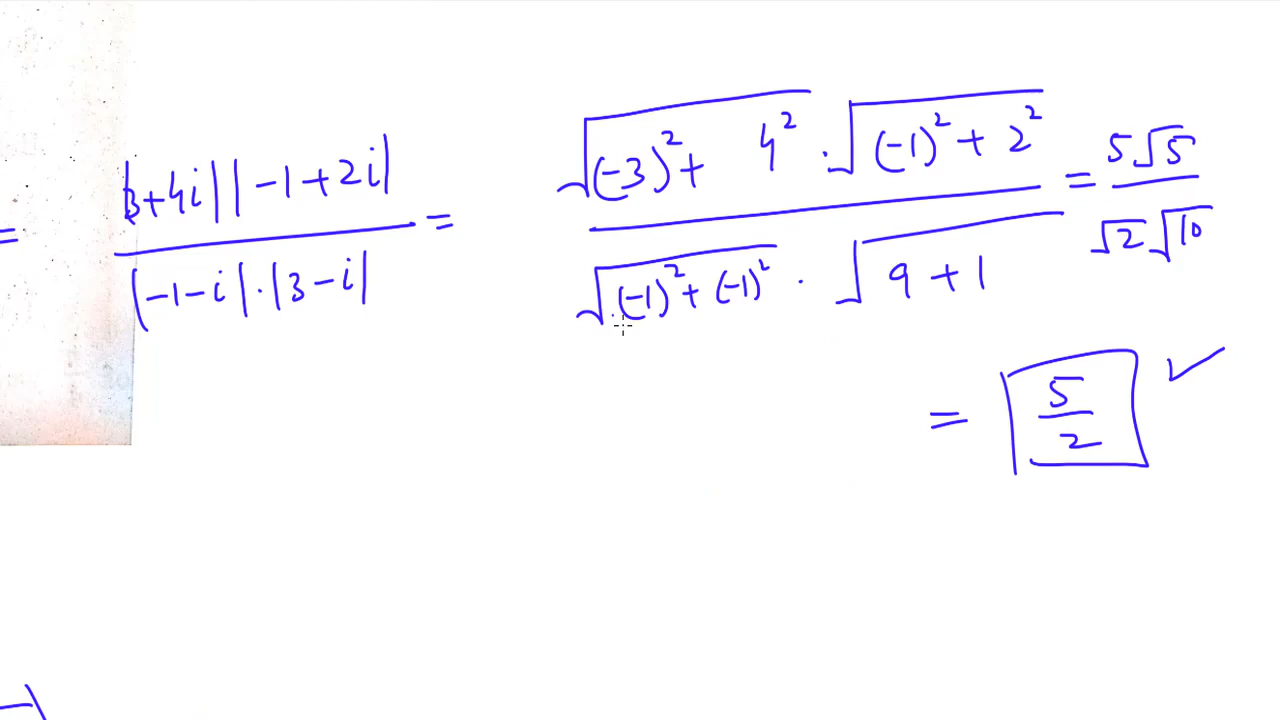 = |3+4i| |-1+2i| / |-1-i|·|3-i| = √((-3)²+ 4²) · √((-1)²+ 2²) / √((-1)²+(-1)²) · √(9+1) = 5√5 / √2 √10
= 5/2 ✓